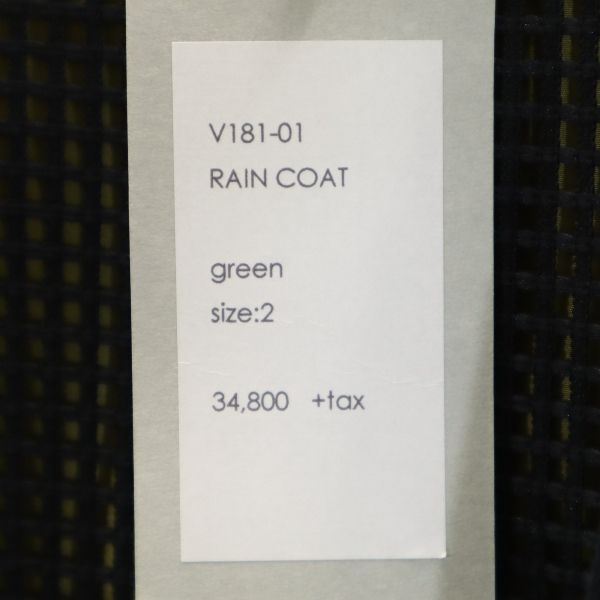 V181-01
RAIN COAT
green
size:2
34,800 +tax